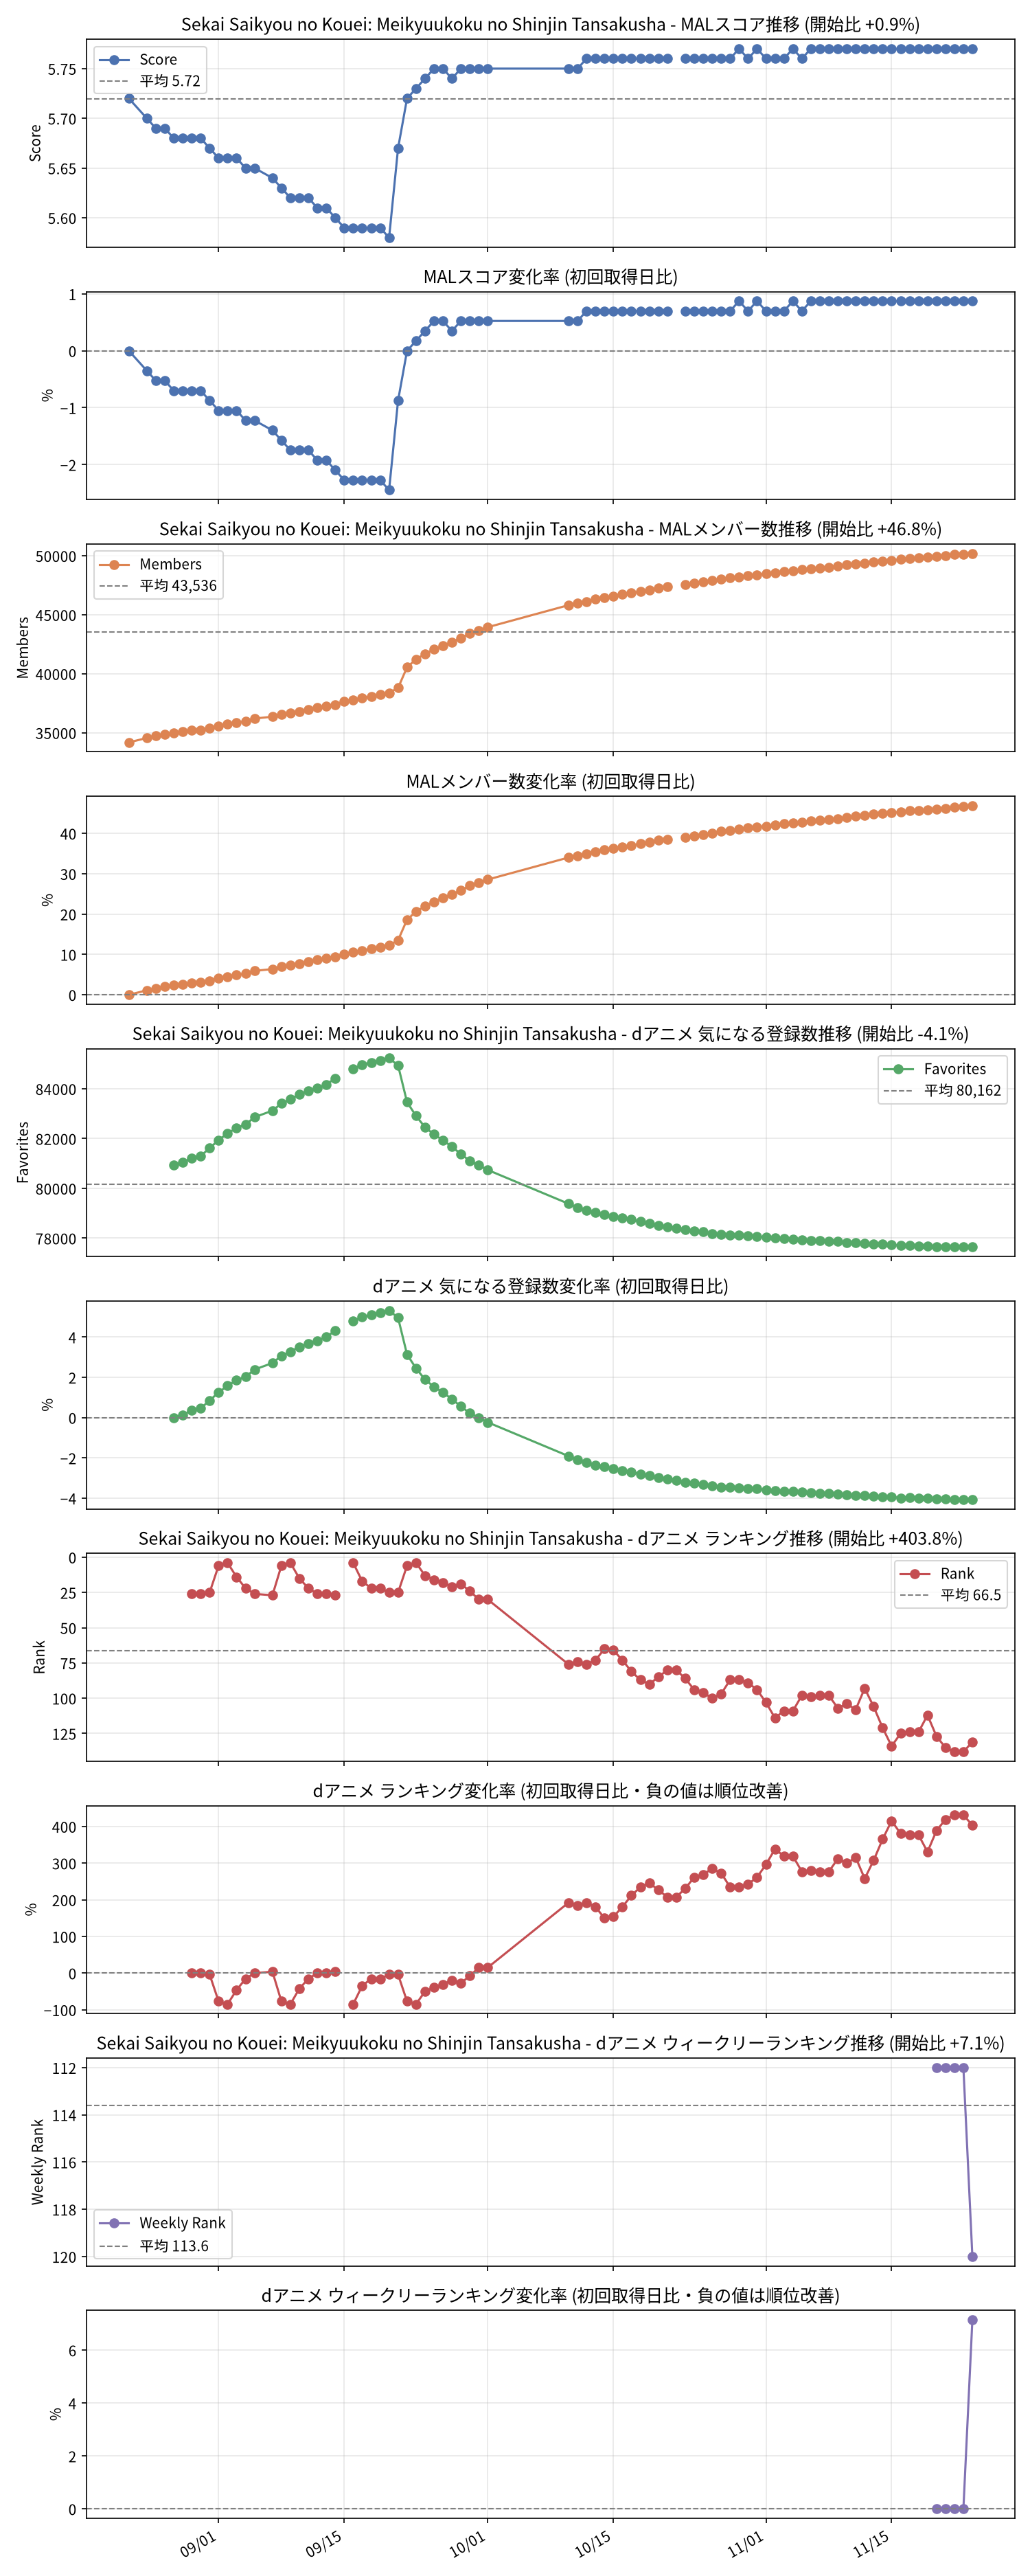 Sekai Saikyou no Kouei: Meikyuukoku no Shinjin Tansakusha - MALスコア推移 (開始比 +0.9%)
Score
平均 5.72
5.75
5.70
5.65
5.60
Score
MALスコア変化率 (初回取得日比)
1
0
−1
−2
%
Sekai Saikyou no Kouei: Meikyuukoku no Shinjin Tansakusha - MALメンバー数推移 (開始比 +46.8%)
Members
平均 43,536
50000
45000
40000
35000
Members
MALメンバー数変化率 (初回取得日比)
40
30
20
10
0
%
Sekai Saikyou no Kouei: Meikyuukoku no Shinjin Tansakusha - dアニメ 気になる登録数推移 (開始比 -4.1%)
Favorites
平均 80,162
84000
82000
80000
78000
Favorites
dアニメ 気になる登録数変化率 (初回取得日比)
4
2
0
−2
−4
%
Sekai Saikyou no Kouei: Meikyuukoku no Shinjin Tansakusha - dアニメ ランキング推移 (開始比 +403.8%)
Rank
平均 66.5
0
25
50
75
100
125
Rank
dアニメ ランキング変化率 (初回取得日比・負の値は順位改善)
400
300
200
100
0
−100
%
Sekai Saikyou no Kouei: Meikyuukoku no Shinjin Tansakusha - dアニメ ウィークリーランキング推移 (開始比 +7.1%)
112
114
116
118
120
Weekly Rank
Weekly Rank
平均 113.6
dアニメ ウィークリーランキング変化率 (初回取得日比・負の値は順位改善)
6
4
2
0
%
09/01
09/15
10/01
10/15
11/01
11/15